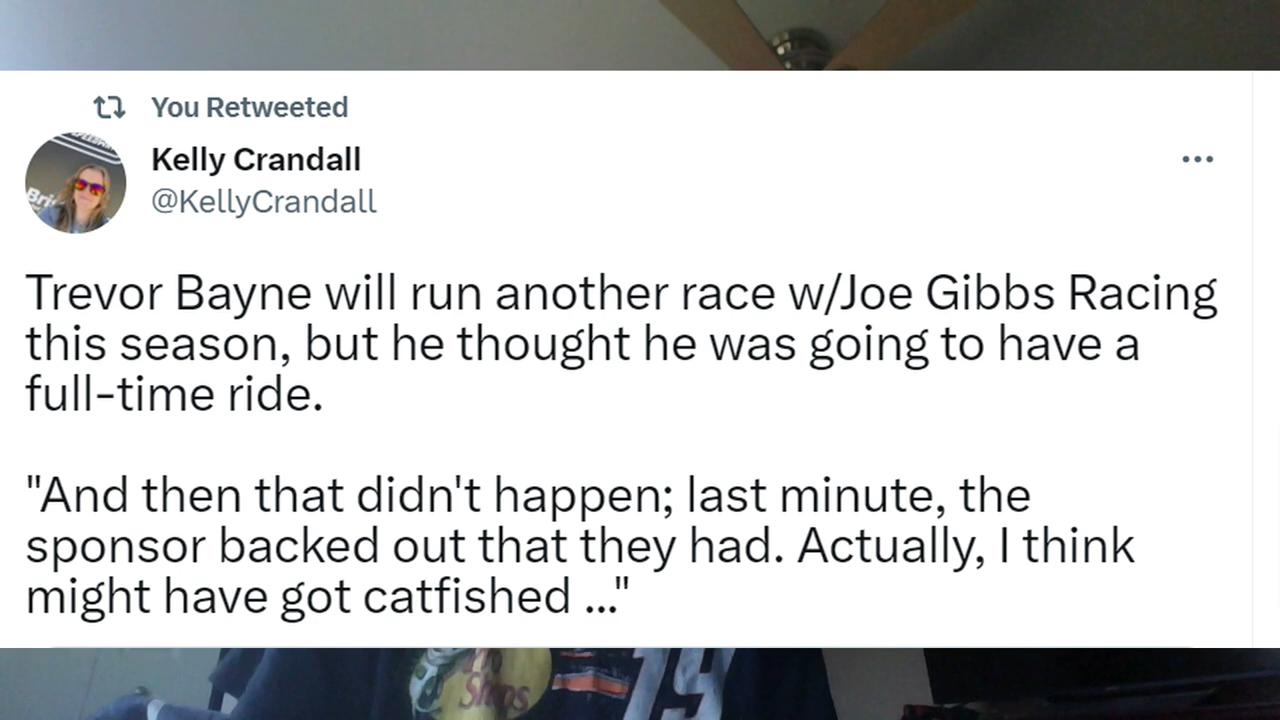 You Retweeted
Kelly Crandall
@KellyCrandall
Trevor Bayne will run another race w/Joe Gibbs Racing
this season, but he thought he was going to have a
full-time ride.
"And then that didn't happen; last minute, the
sponsor backed out that they had. Actually, I think
might have got catfished ..."
Shops
79